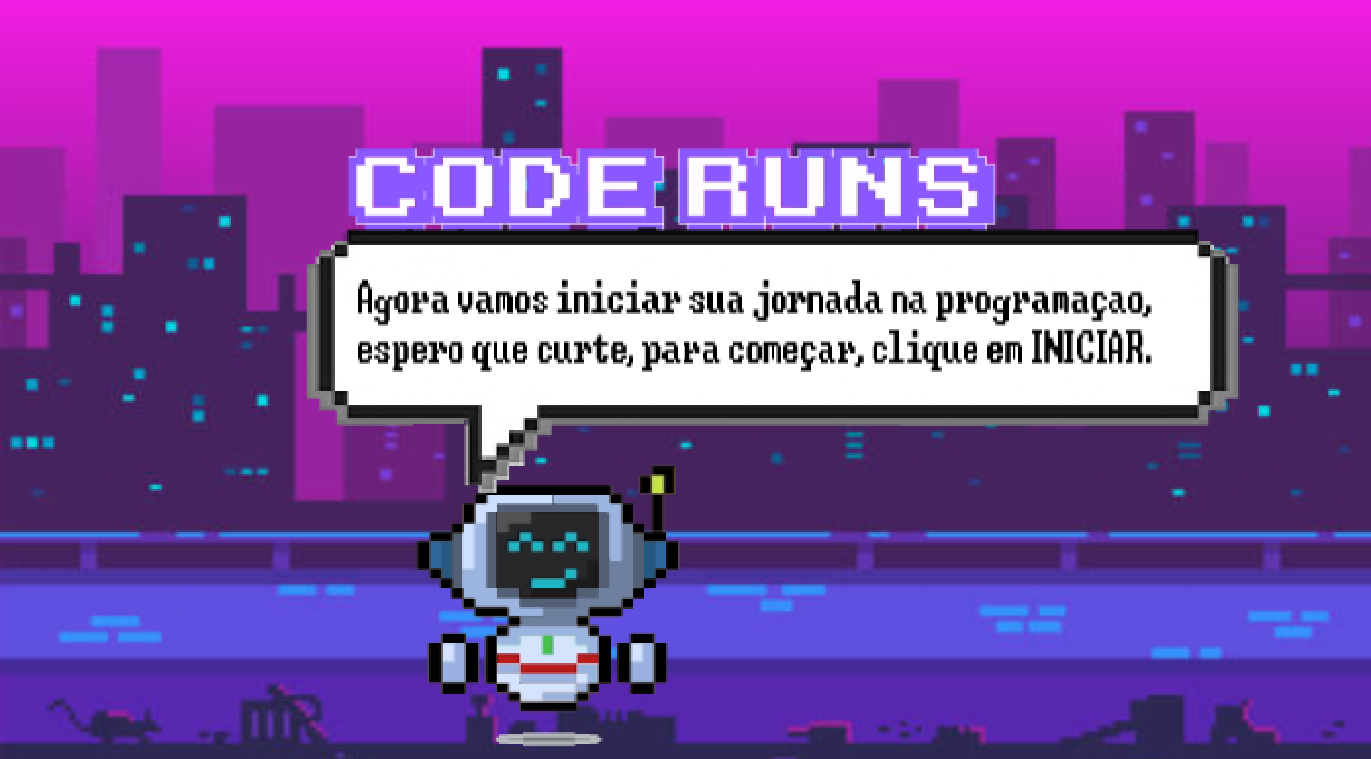 CODE RUNS
Agora vamos iniciar sua jornada na programaçao,
espero que curte, para começar, clique em INICIAR.